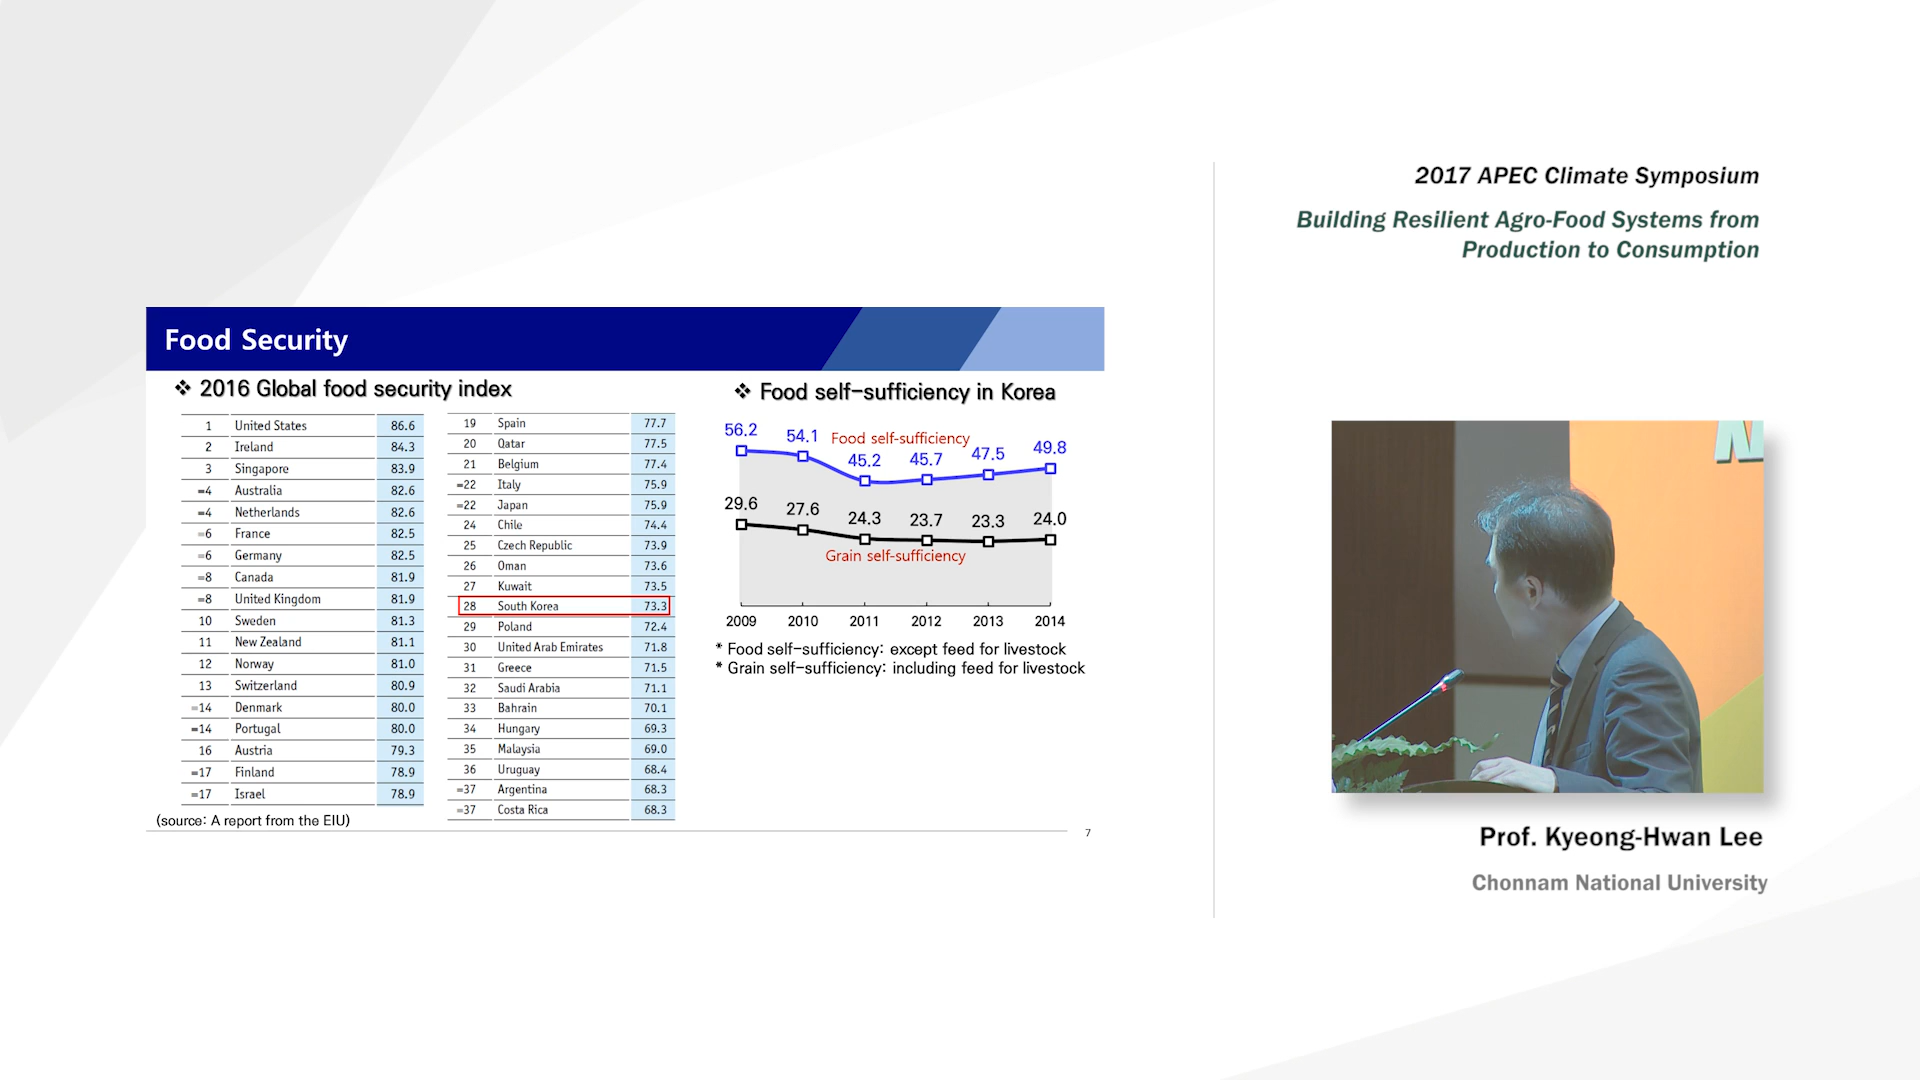 2017 APEC Climate Symposium
Building Resilient Agro-Food Systems from
Production to Consumption
Food Security
❖ 2016 Global food security index
1 United States 86.6
2 Ireland 84.3
3 Singapore 83.9
=4 Australia 82.6
=4 Netherlands 82.6
=6 France 82.5
=6 Germany 82.5
=8 Canada 81.9
=8 United Kingdom 81.9
10 Sweden 81.3
11 New Zealand 81.1
12 Norway 81.0
13 Switzerland 80.9
=14 Denmark 80.0
=14 Portugal 80.0
16 Austria 79.3
=17 Finland 78.9
=17 Israel 78.9
19 Spain 77.7
20 Qatar 77.5
21 Belgium 77.4
=22 Italy 75.9
=22 Japan 75.9
24 Chile 74.4
25 Czech Republic 73.9
26 Oman 73.6
27 Kuwait 73.5
28 South Korea 73.3
29 Poland 72.4
30 United Arab Emirates 71.8
31 Greece 71.5
32 Saudi Arabia 71.1
33 Bahrain 70.1
34 Hungary 69.3
35 Malaysia 69.0
36 Uruguay 68.4
=37 Argentina 68.3
=37 Costa Rica 68.3
(source: A report from the EIU)
❖ Food self-sufficiency in Korea
56.2 54.1 45.2 45.7 47.5 49.8
Food self-sufficiency
29.6 27.6 24.3 23.7 23.3 24.0
Grain self-sufficiency
2009 2010 2011 2012 2013 2014
* Food self-sufficiency: except feed for livestock
* Grain self-sufficiency: including feed for livestock
7
Prof. Kyeong-Hwan Lee
Chonnam National University